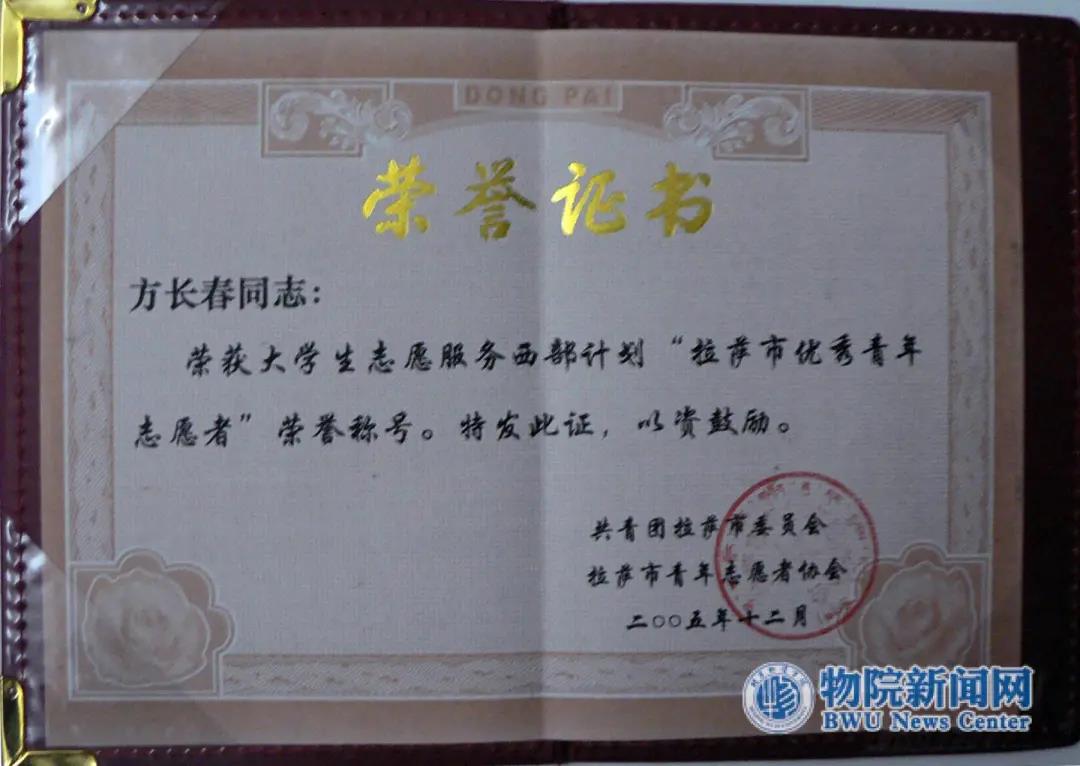 DONG PAI
荣誉证书
方长春同志：
荣获大学生志愿服务西部计划“拉萨市优秀青年
志愿者”荣誉称号。特发此证，以资鼓励。
共青团拉萨市委员会
拉萨市青年志愿者协会
二〇〇五年十二月
物院新闻网
BWU News Center